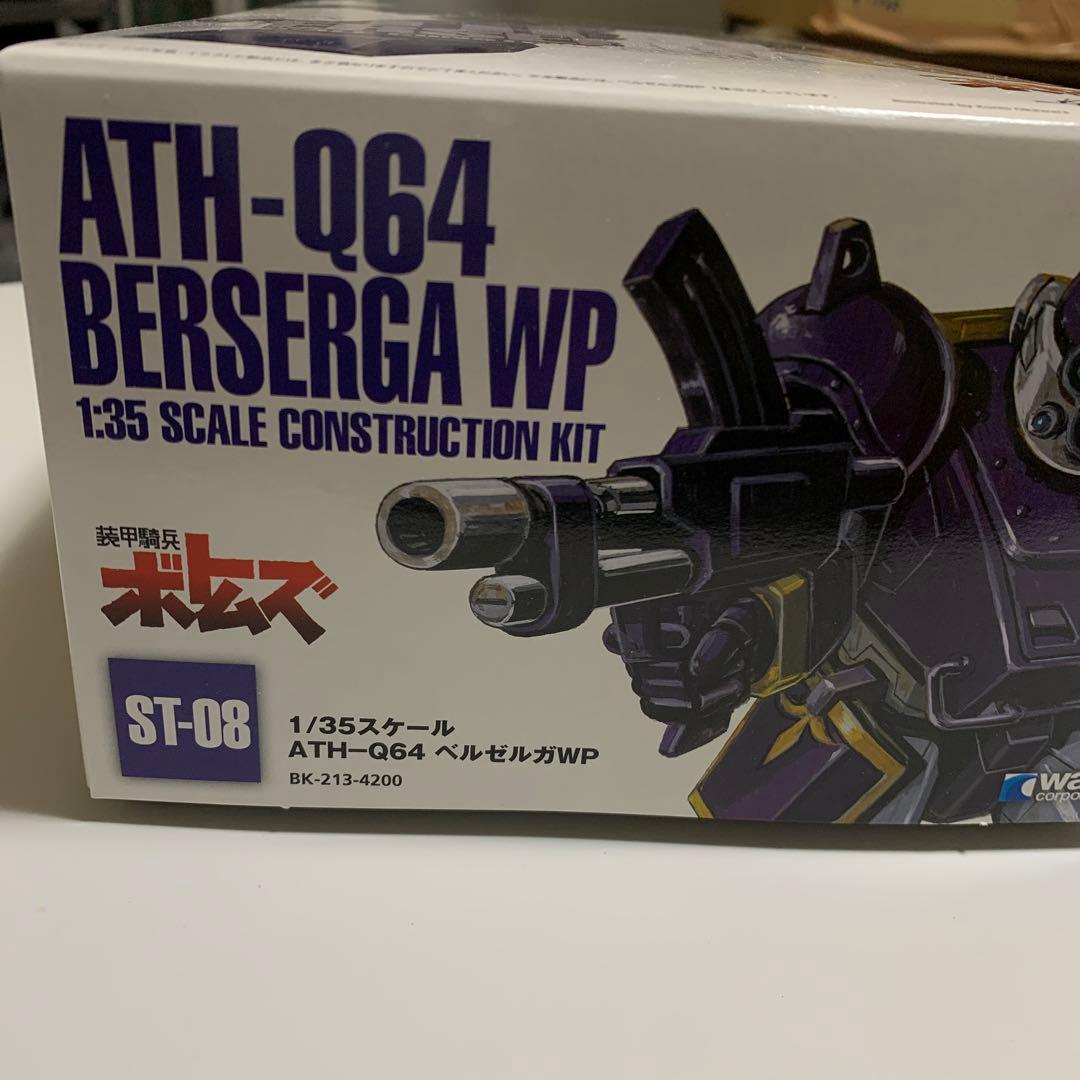 ATH-Q64
BERSERGA WP
1:35 SCALE CONSTRUCTION KIT
装甲騎兵
ボトムズ
ST-08
1/35スケール
ATH-Q64 ベルゼルガWP
BK-213-4200